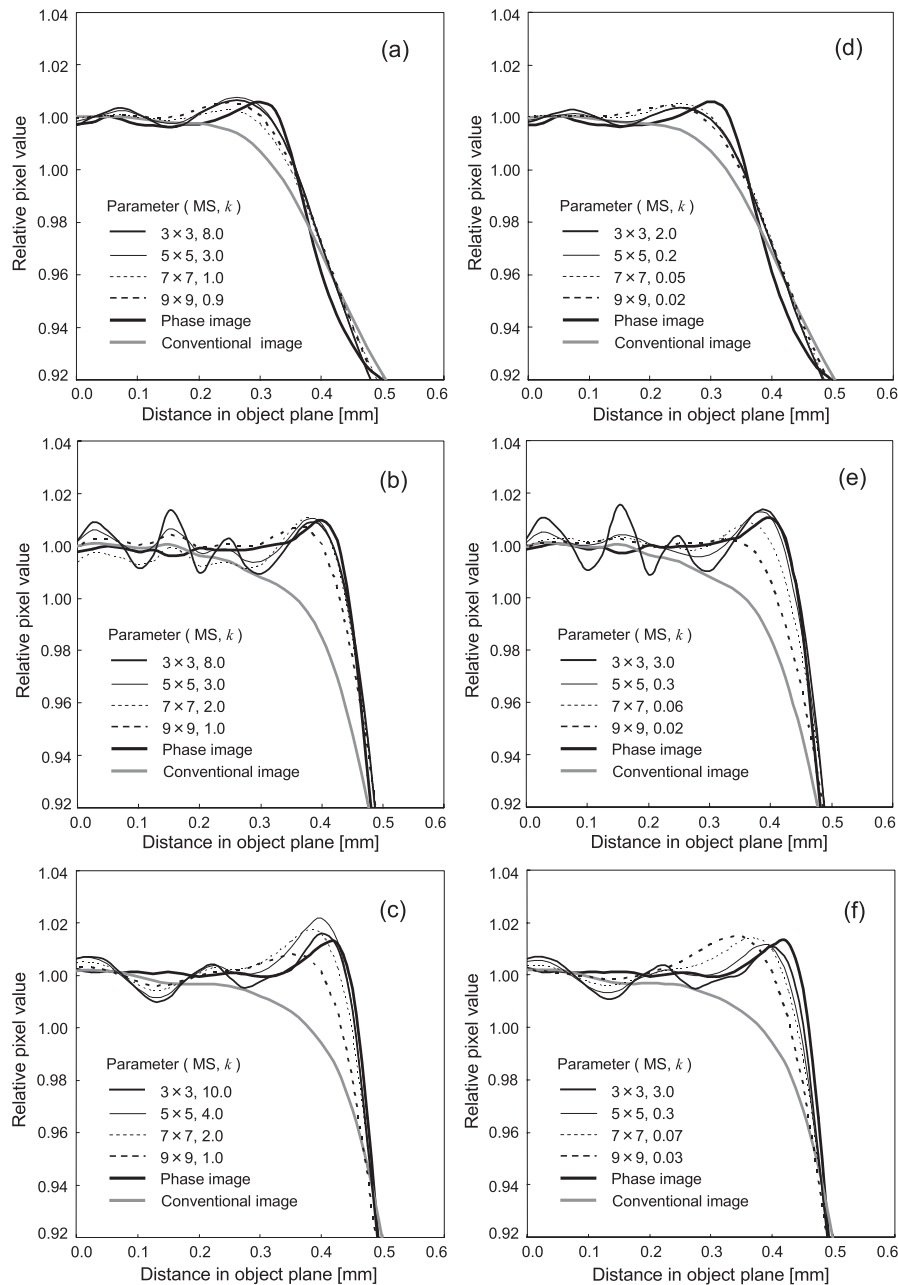 (a)
1.04
1.02
1.00
1.00
0.98
0.96
0.94
0.92
Relative pixel value
Parameter ( MS, k )
3×3, 8.0
5×5, 3.0
7×7, 1.0
9×9, 0.9
Phase image
Conventional image
0.0 0.1 0.2 0.3 0.4 0.5 0.6
Distance in object plane [mm]
(d)
1.04
1.02
1.00
1.00
0.98
0.96
0.94
0.92
Relative pixel value
Parameter ( MS, k )
3×3, 2.0
5×5, 0.2
7×7, 0.05
9×9, 0.02
Phase image
Conventional image
0.0 0.1 0.2 0.3 0.4 0.5 0.6
Distance in object plane [mm]
(b)
1.04
1.02
1.00
1.00
0.98
0.96
0.94
0.92
Relative pixel value
Parameter ( MS, k )
3×3, 8.0
5×5, 3.0
7×7, 2.0
9×9, 1.0
Phase image
Conventional image
0.0 0.1 0.2 0.3 0.4 0.5 0.6
Distance in object plane [mm]
(e)
1.04
1.02
1.00
1.00
0.98
0.96
0.94
0.92
Relative pixel value
Parameter ( MS, k )
3×3, 3.0
5×5, 0.3
7×7, 0.06
9×9, 0.02
Phase image
Conventional image
0.0 0.1 0.2 0.3 0.4 0.5 0.6
Distance in object plane [mm]
(c)
1.04
1.02
1.00
1.00
0.98
0.96
0.94
0.92
Relative pixel value
Parameter ( MS, k )
3×3, 10.0
5×5, 4.0
7×7, 2.0
9×9, 1.0
Phase image
Conventional image
0.0 0.1 0.2 0.3 0.4 0.5 0.6
Distance in object plane [mm]
(f)
1.04
1.02
1.00
1.00
0.98
0.96
0.94
0.92
Relative pixel value
Parameter ( MS, k )
3×3, 3.0
5×5, 0.3
7×7, 0.07
9×9, 0.03
Phase image
Conventional image
0.0 0.1 0.2 0.3 0.4 0.5 0.6
Distance in object plane [mm]